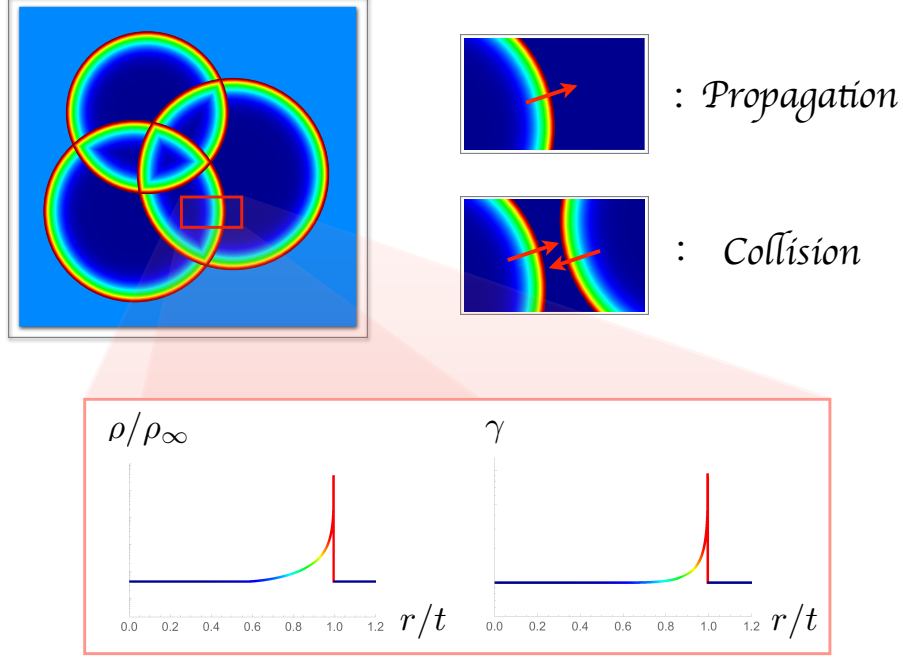 : Propagation
: Collision
ρ/ρ∞
γ
0.0 0.2 0.4 0.6 0.8 1.0 1.2
r/t
0.0 0.2 0.4 0.6 0.8 1.0 1.2
r/t